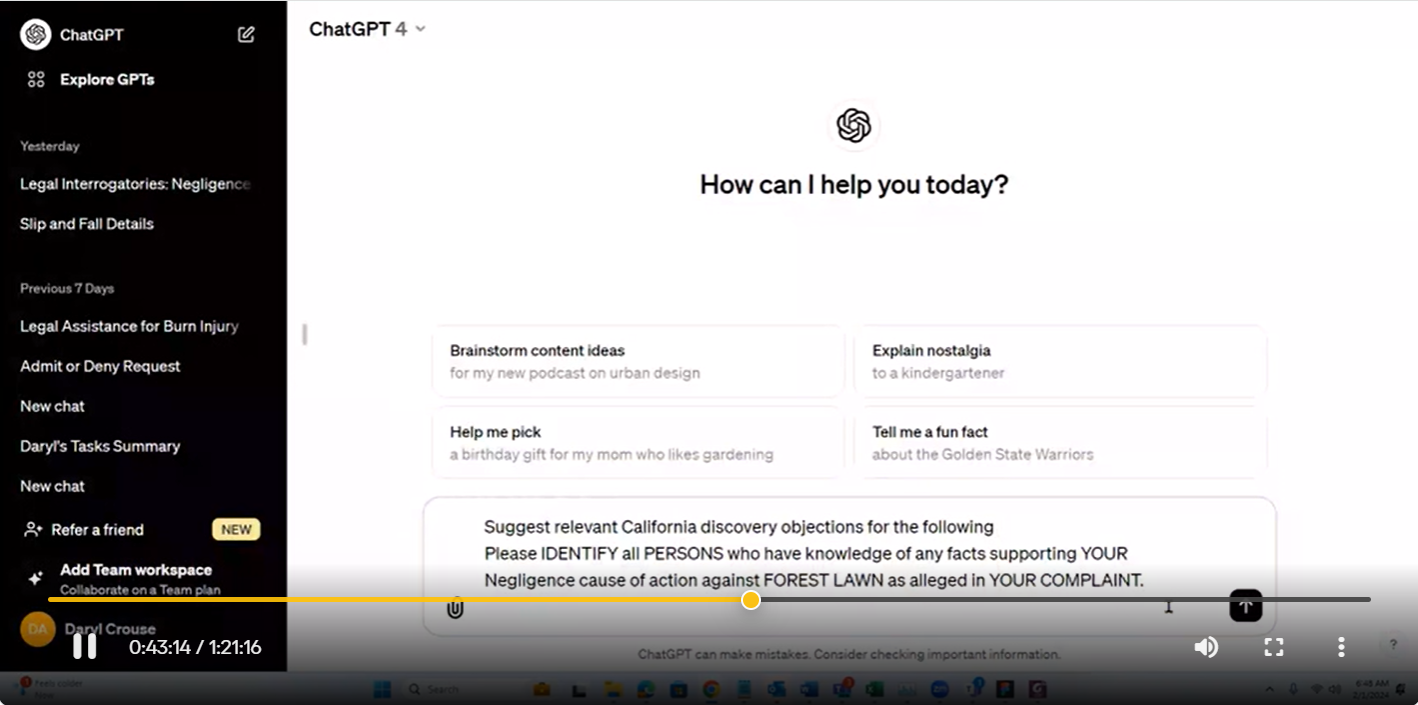 ChatGPT
Explore GPTs
Yesterday
Legal Interrogatories: Negligence
Slip and Fall Details
Previous 7 Days
Legal Assistance for Burn Injury
Admit or Deny Request
New chat
Daryl's Tasks Summary
New chat
Refer a friend
NEW
Add Team workspace
Collaborate on a Team plan
DA
Daryl Crouse
ChatGPT 4
How can I help you today?
Brainstorm content ideas
for my new podcast on urban design
Explain nostalgia
to a kindergartener
Help me pick
a birthday gift for my mom who likes gardening
Tell me a fun fact
about the Golden State Warriors
Suggest relevant California discovery objections for the following
Please IDENTIFY all PERSONS who have knowledge of any facts supporting YOUR
Negligence cause of action against FOREST LAWN as alleged in YOUR COMPLAINT.
0:43:14 / 1:21:16
ChatGPT can make mistakes. Consider checking important information.
?
Feels colder
Now
Search
6:48 AM